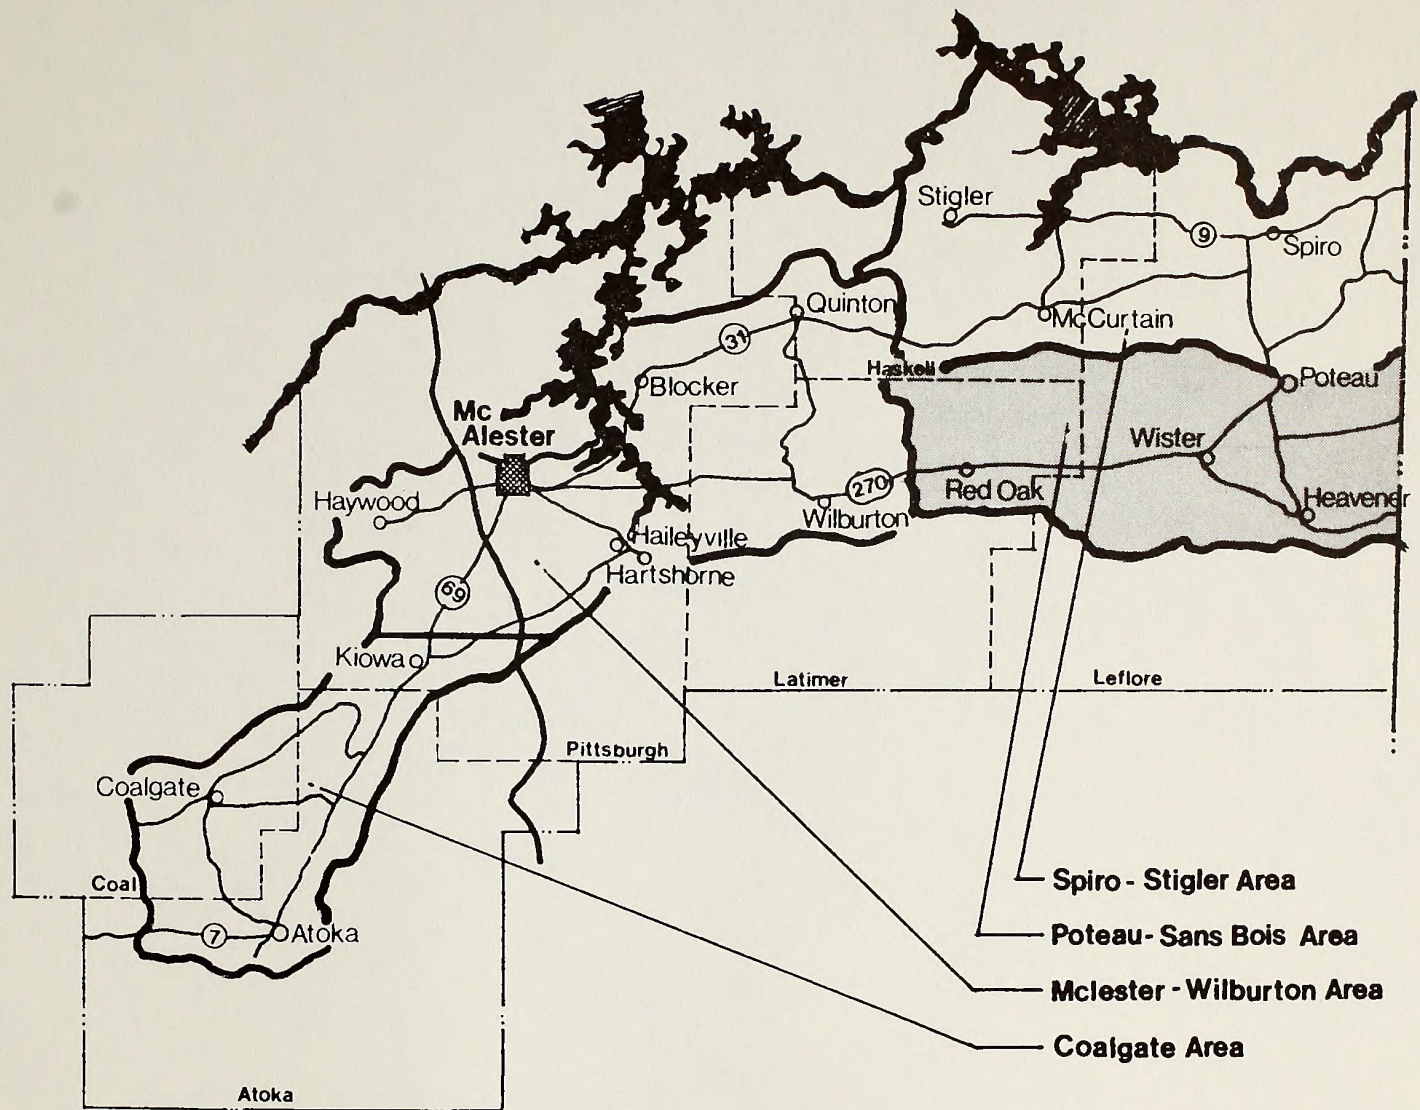 Stigler
9
Spiro
Quinton
McCurtain
31
Haskell
Blocker
Poteau
Mc
Alester
Wister
Haywood
270
Red Oak
Wilburton
Heavener
Haileyville
Hartshorne
69
Kiowa
Latimer
Leflore
Pittsburgh
Coalgate
Coal
7
Atoka
Spiro - Stigler Area
Poteau- Sans Bois Area
Mclester - Wilburton Area
Coalgate Area
Atoka